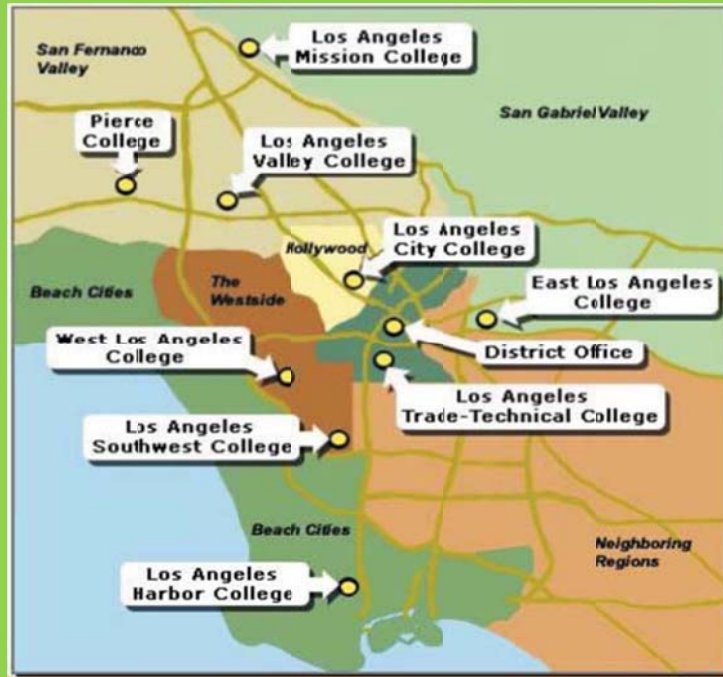 Los Angeles
Mission College
San Fernando
Valley
San Gabriel Valley
Pierce
College
Los Angeles
Valley College
Los Angeles
City College
Hollywood
Beach Cities
The
Westside
East Los Angeles
College
West Los Angeles
College
District Office
Los Angeles
Trade-Technical College
Los Angeles
Southwest College
Beach Cities
Neighboring
Regions
Los Angeles
Harbor College